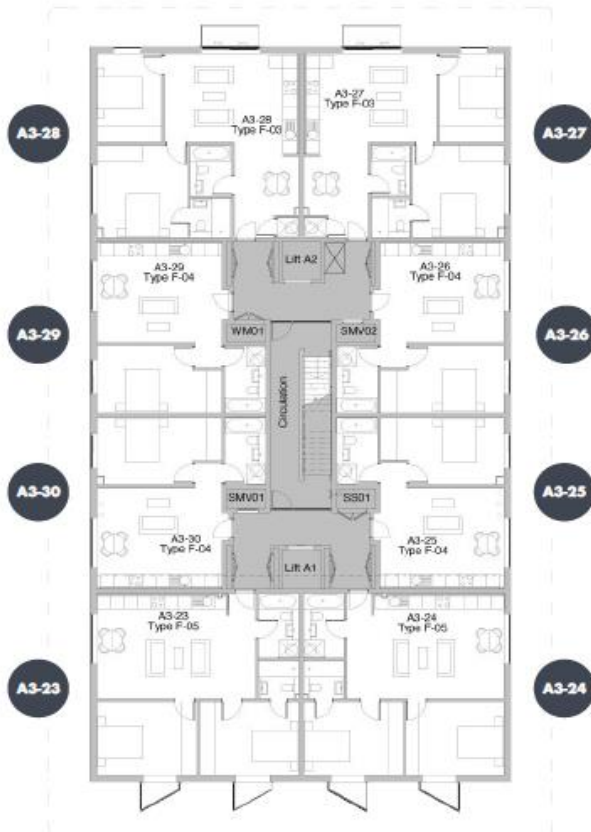 A3-28
A3-27
A3-28
Type F-03
A3-27
Type F-03
Lift A2
A3-29
Type F-04
A3-26
Type F-04
A3-29
A3-26
WM01
SMV02
Circulation
A3-30
A3-25
SMV01
SS01
A3-30
Type F-04
A3-25
Type F-04
Lift A1
A3-23
Type F-05
A3-24
Type F-05
A3-23
A3-24